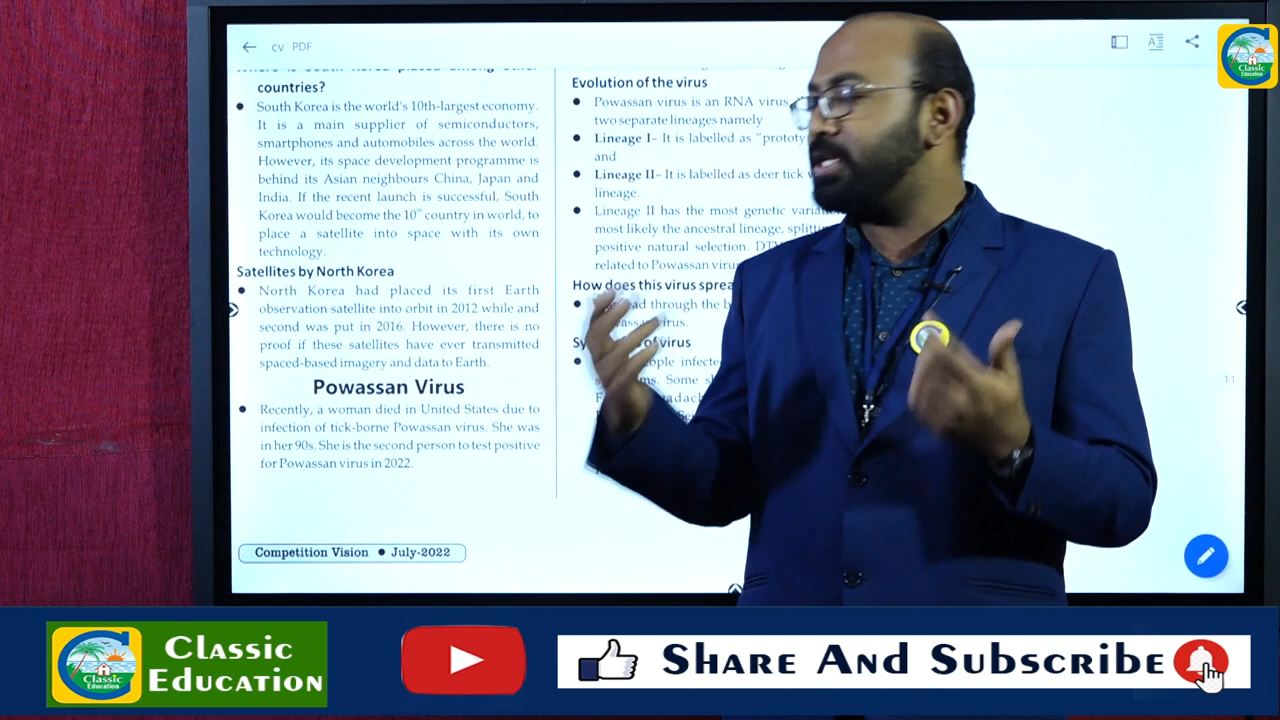 cv PDF
countries?
South Korea is the world's 10th-largest economy.
It is a main supplier of semiconductors,
smartphones and automobiles across the world.
However, its space development programme is
behind its Asian neighbours China, Japan and
India. If the recent launch is successful, South
Korea would become the 10th country in world, to
place a satellite into space with its own
technology.
Satellites by North Korea
North Korea had placed its first Earth
observation satellite into orbit in 2012 while and
second was put in 2016. However, there is no
proof if these satellites have ever transmitted
spaced-based imagery and data to Earth.
Powassan Virus
Recently, a woman died in United States due to
infection of tick-borne Powassan virus. She was
in her 90s. She is the second person to test positive
for Powassan virus in 2022.
Competition Vision ● July-2022
Evolution of the virus
Powassan virus is an RNA virus
two separate lineages namely
Lineage I– It is labelled as
and
Lineage II– It is labelled as deer tick
lineage.
Lineage II has the most genetic
most likely the ancestral lineage,
positive natural selection.
related to Powassan
How does this virus
through the
of virus
infected
Some
11
Classic
Education
Classic
Education
Classic
Education
Share And Subscribe